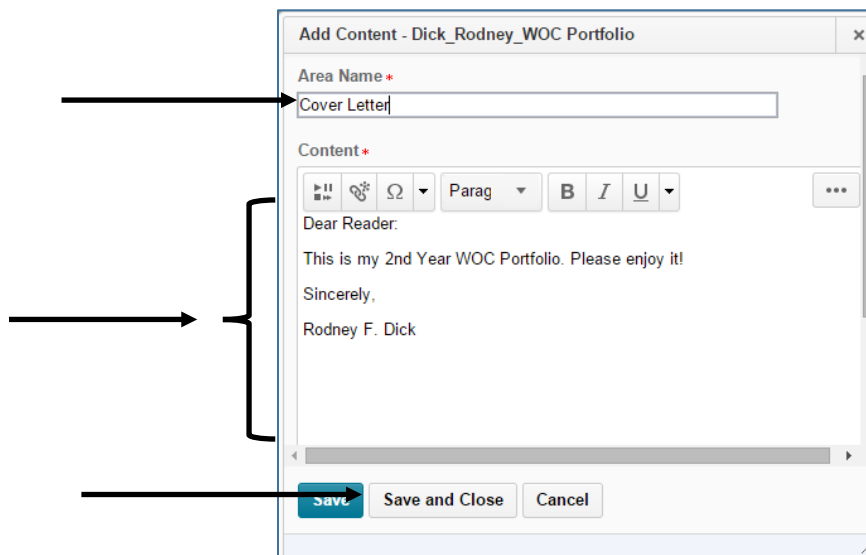 Add Content - Dick_Rodney_WOC Portfolio ×
Area Name *
Cover Letter
Content *
Ω Parag B I U •••
Dear Reader:
This is my 2nd Year WOC Portfolio. Please enjoy it!
Sincerely,
Rodney F. Dick
Save Save and Close Cancel